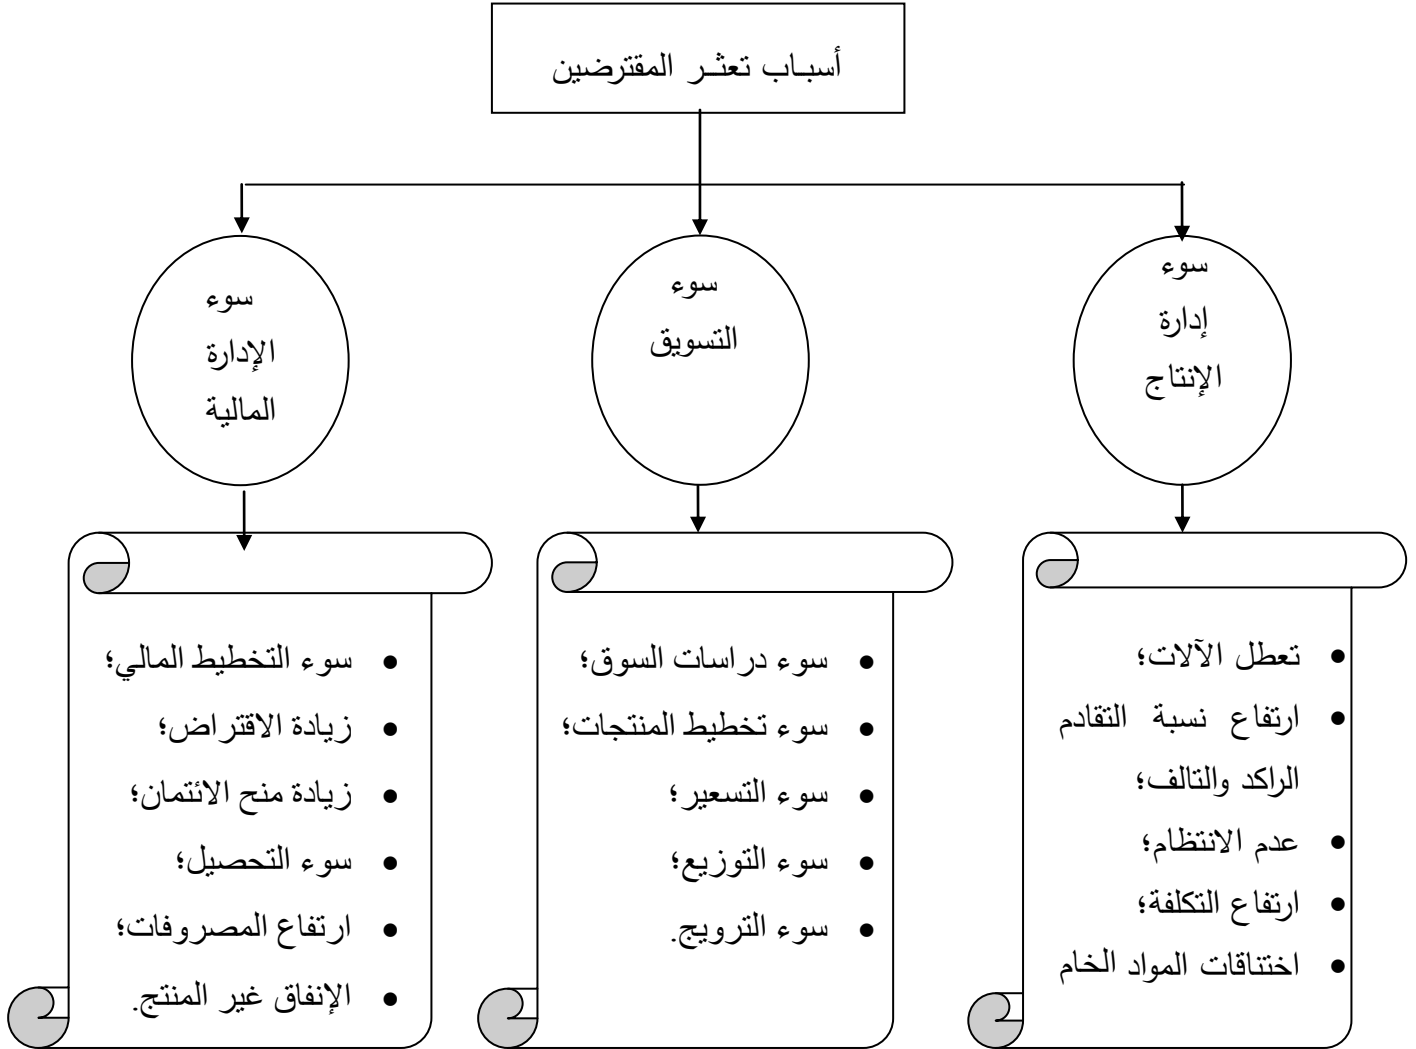 أسباب تعثر المقترضين
سوء
إدارة
الإنتاج
سوء
التسويق
سوء
الإدارة
المالية
• تعطل الآلات؛
• ارتفاع نسبة التقادم
الراكد والتالف؛
• عدم الانتظام؛
• ارتفاع التكلفة؛
• اختناقات المواد الخام
• سوء دراسات السوق؛
• سوء تخطيط المنتجات؛
• سوء التسعير؛
• سوء التوزيع؛
• سوء الترويج.
• سوء التخطيط المالي؛
• زيادة الاقتراض؛
• زيادة منح الائتمان؛
• سوء التحصيل؛
• ارتفاع المصروفات؛
• الإنفاق غير المنتج.